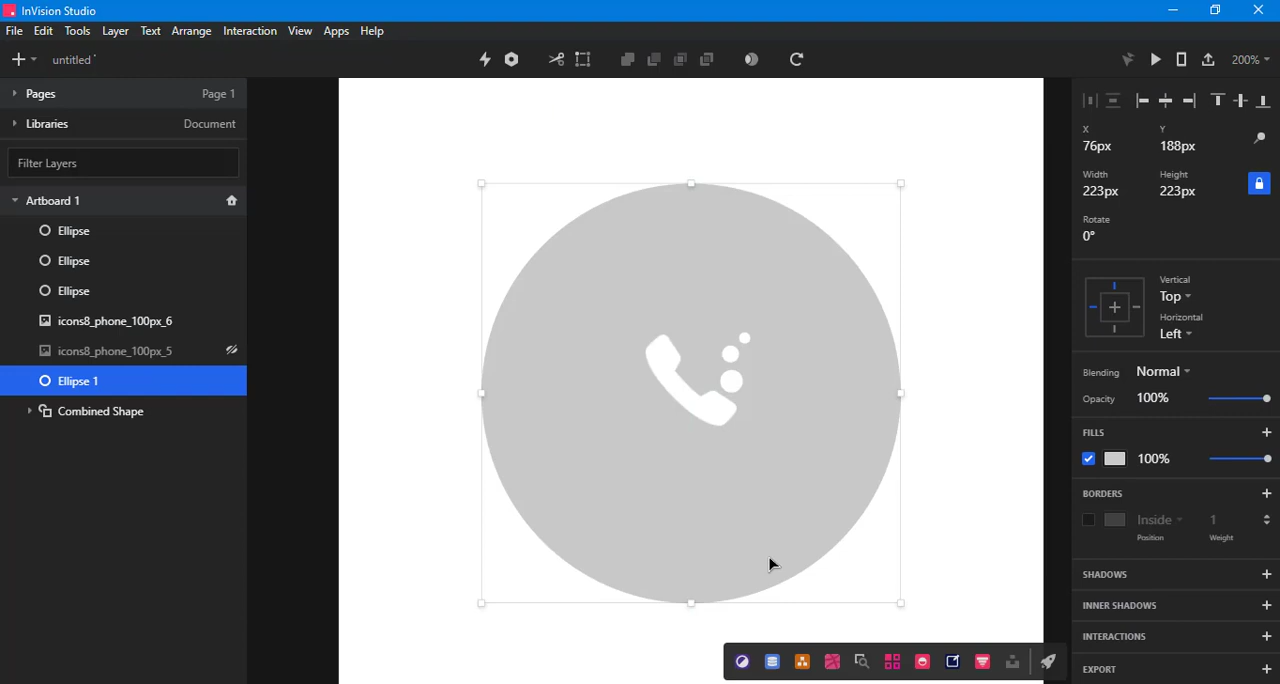 InVision Studio
File Edit Tools Layer Text Arrange Interaction View Apps Help
untitled* 200%
Pages Page 1
Libraries Document
Filter Layers
Artboard 1
Ellipse
Ellipse
Ellipse
icons8_phone_100px_6
icons8_phone_100px_5
Ellipse 1
Combined Shape
X Y
76px 188px
Width Height
223px 223px
Rotate
0°
Vertical
Top
Horizontal
Left
Blending Normal
Opacity 100%
FILLS
100%
BORDERS
Inside 1
Position Weight
SHADOWS
INNER SHADOWS
INTERACTIONS
EXPORT